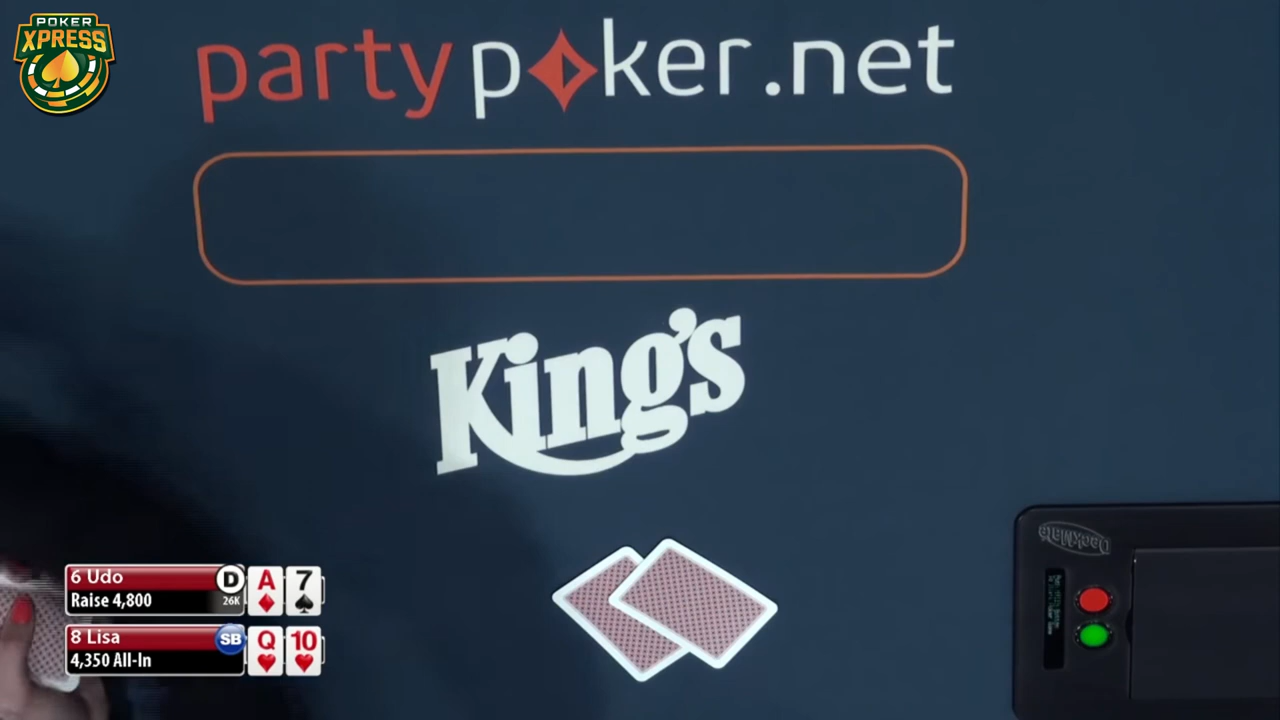 POKER
XPRESS
partypoker.net
King's
6 Udo
D
A
7
Raise 4,800
26K
8 Lisa
SB
Q
10
4,350 All-In
DeckMate